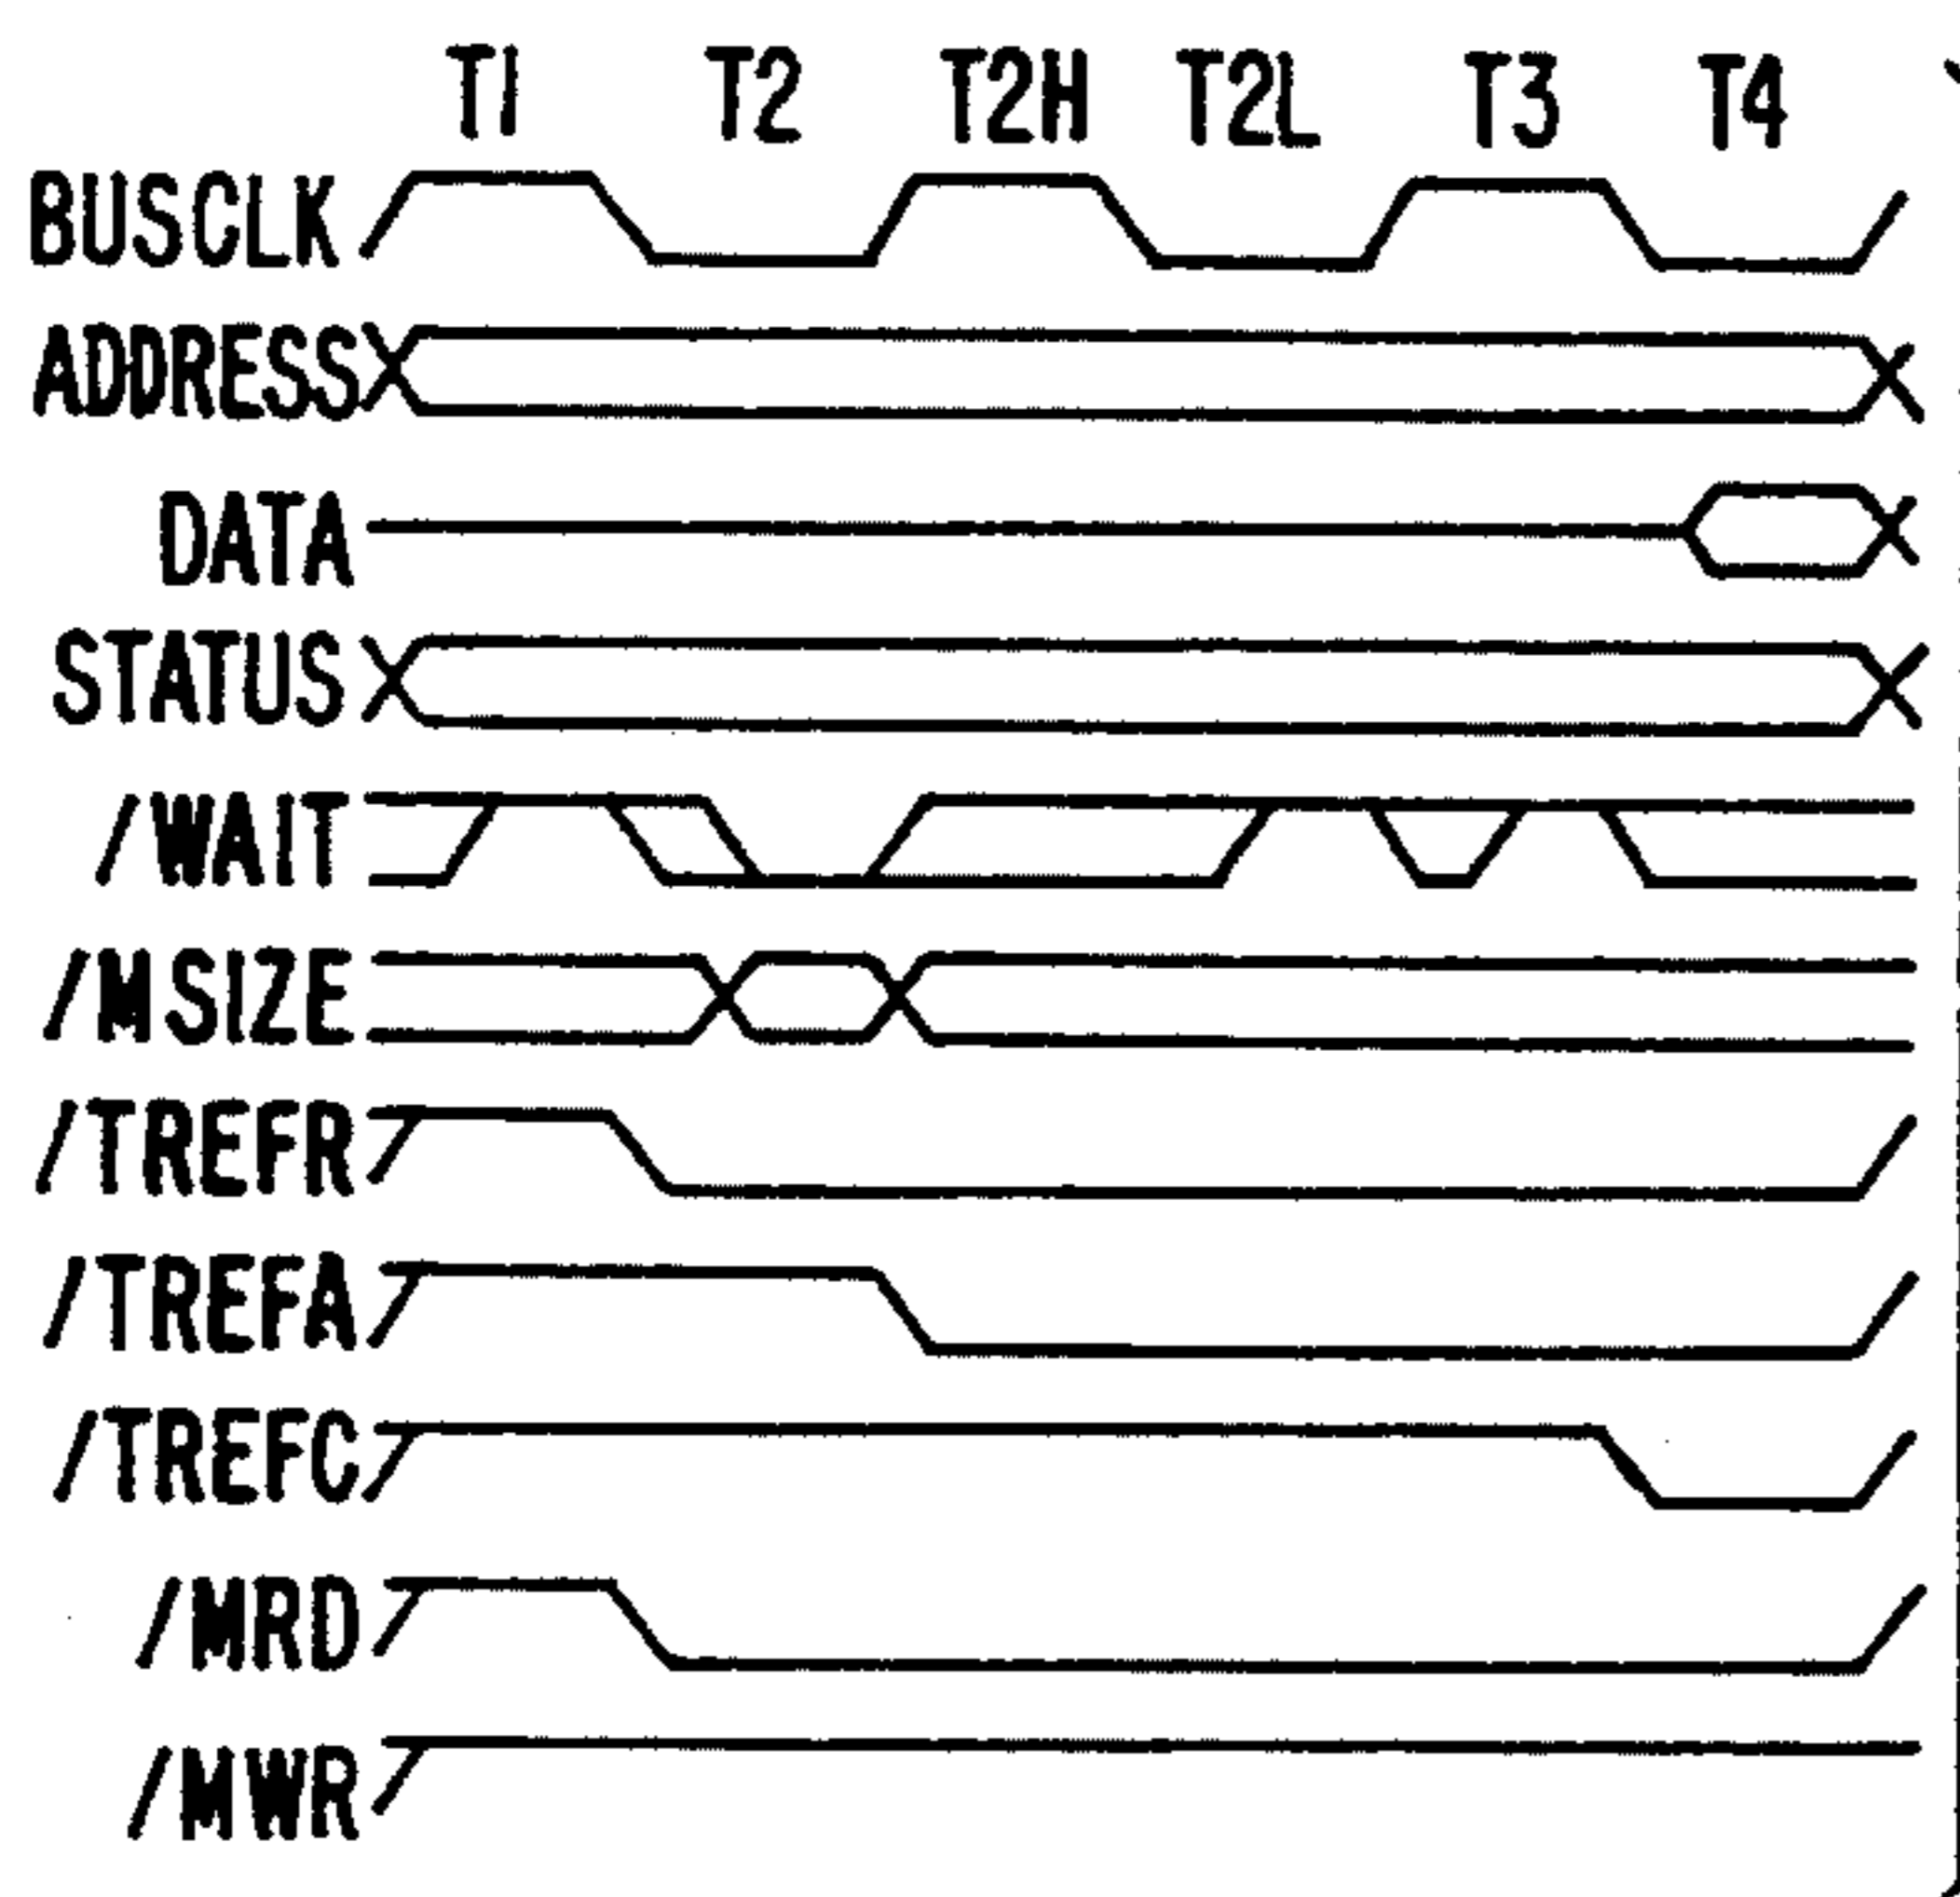 T1 T2 T2H T2L T3 T4
BUSCLK
ADDRESS
DATA
STATUS
/WAIT
/MSIZE
/TREFR
/TREFA
/TREFC
/MRD
/MWR